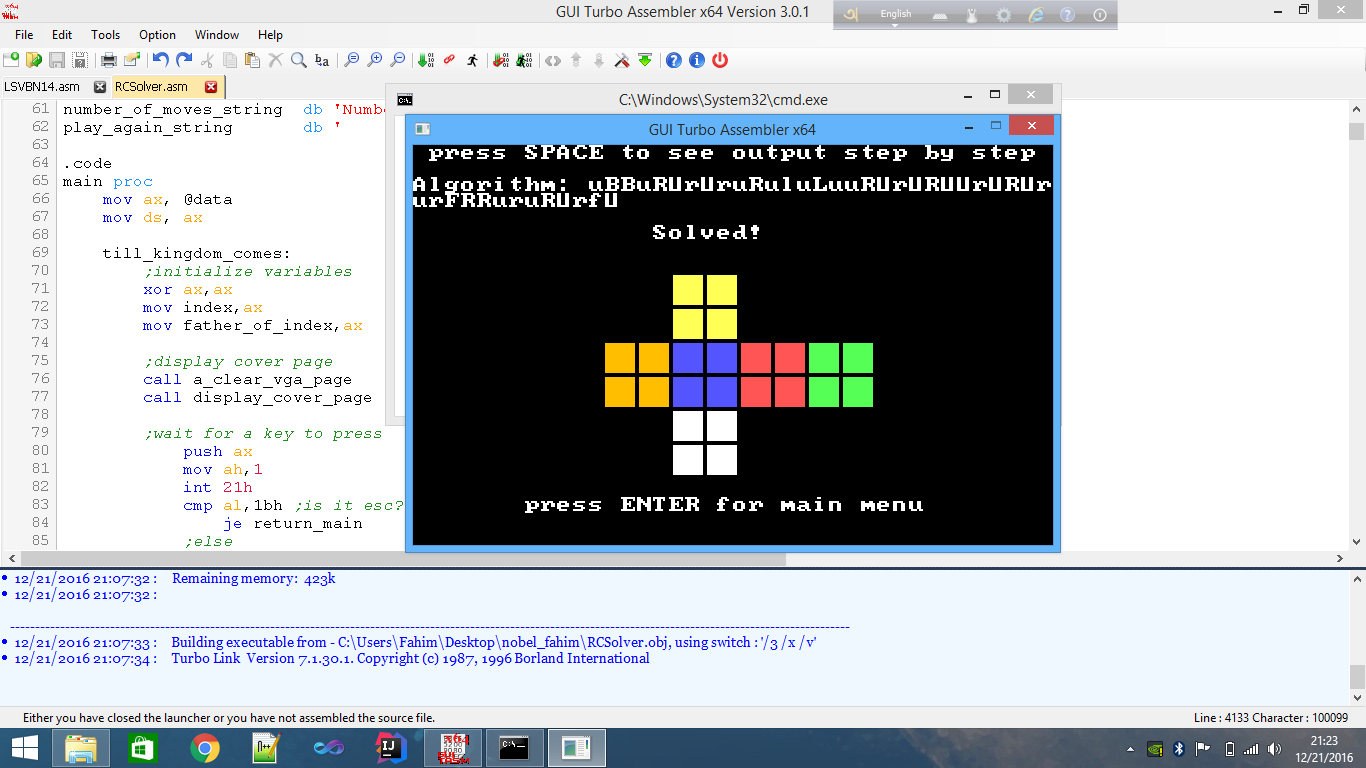 GUI Turbo Assembler x64 Version 3.0.1
English
File Edit Tools Option Window Help
LSVBN14.asm RCSolver.asm
61 number_of_moves_string db 'Numbe
62 play_again_string db '
63
64 .code
65 main proc
66 mov ax, @data
67 mov ds, ax
68
69 till_kingdom_comes:
70 ;initialize variables
71 xor ax,ax
72 mov index,ax
73 mov father_of_index,ax
74
75 ;display cover page
76 call a_clear_vga_page
77 call display_cover_page
78
79 ;wait for a key to press
80 push ax
81 mov ah,1
82 int 21h
83 cmp al,1bh ;is it esc?
84 je return_main
85 ;else
C:\Windows\System32\cmd.exe
GUI Turbo Assembler x64
press SPACE to see output step by step
Algorithm: uBBuRUrUruRuluLuuRUrURUUrURUr
urFRRuruRUrfU
Solved!
press ENTER for main menu
12/21/2016 21:07:32 : Remaining memory: 423k
12/21/2016 21:07:32 :
12/21/2016 21:07:33 : Building executable from - C:\Users\Fahim\Desktop\nobel_fahim\RCSolver.obj, using switch : '/3 /x /v'
12/21/2016 21:07:34 : Turbo Link Version 7.1.30.1. Copyright (c) 1987, 1996 Borland International
Either you have closed the launcher or you have not assembled the source file.
Line : 4133 Character : 100099
21:23
12/21/2016